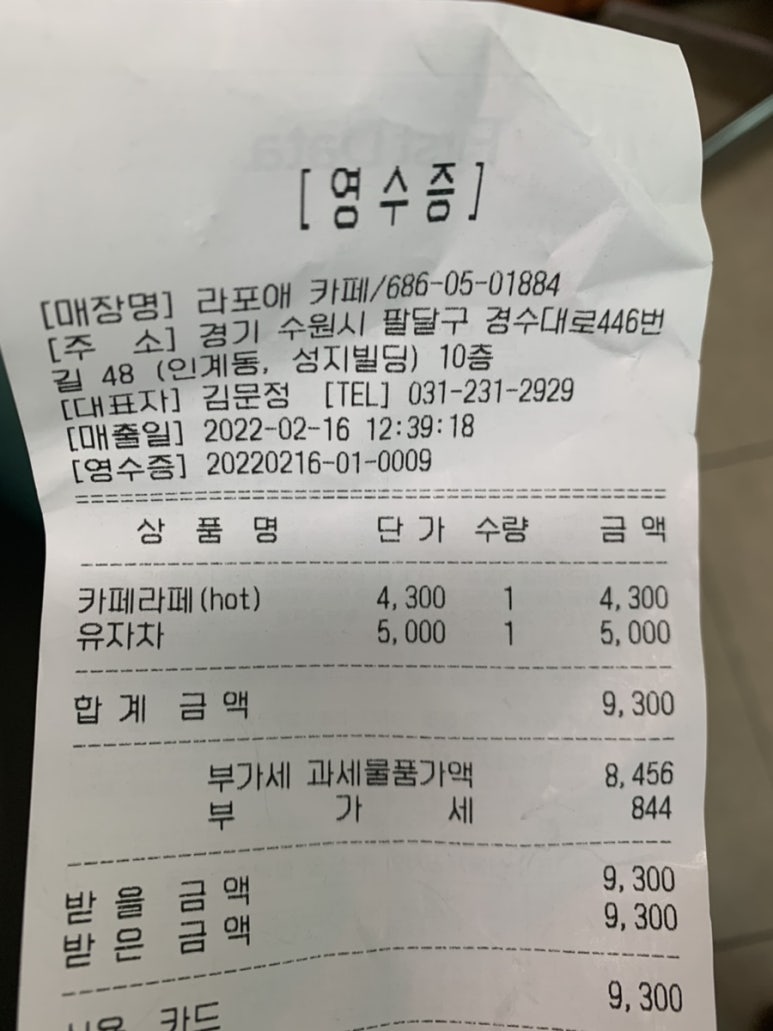 [영수증]
[매장명] 라포애 카페/686-05-01884
[주 소] 경기 수원시 팔달구 경수대로446번
길 48 (인계동, 성지빌딩) 10층
[대표자] 김문정 [TEL] 031-231-2929
[매출일] 2022-02-16 12:39:18
[영수증] 20220216-01-0009
상 품 명 단 가 수량 금 액
카페라페(hot) 4,300 1 4,300
유자차 5,000 1 5,000
합 계 금 액 9,300
부가세 과세물품가액 8,456
부 가 세 844
받 을 금 액 9,300
받 은 금 액 9,300
카드 9,300